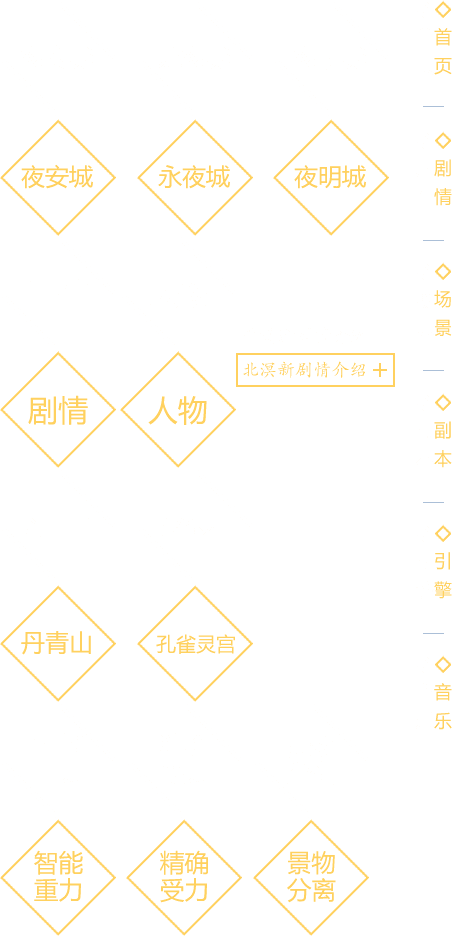 夜安城
永夜城
夜明城
剧情
人物
北溟新剧情介绍
丹青山
孔雀灵宫
智能
重力
精确
受力
景物
分离
首页
剧情
场景
副本
引擎
音乐